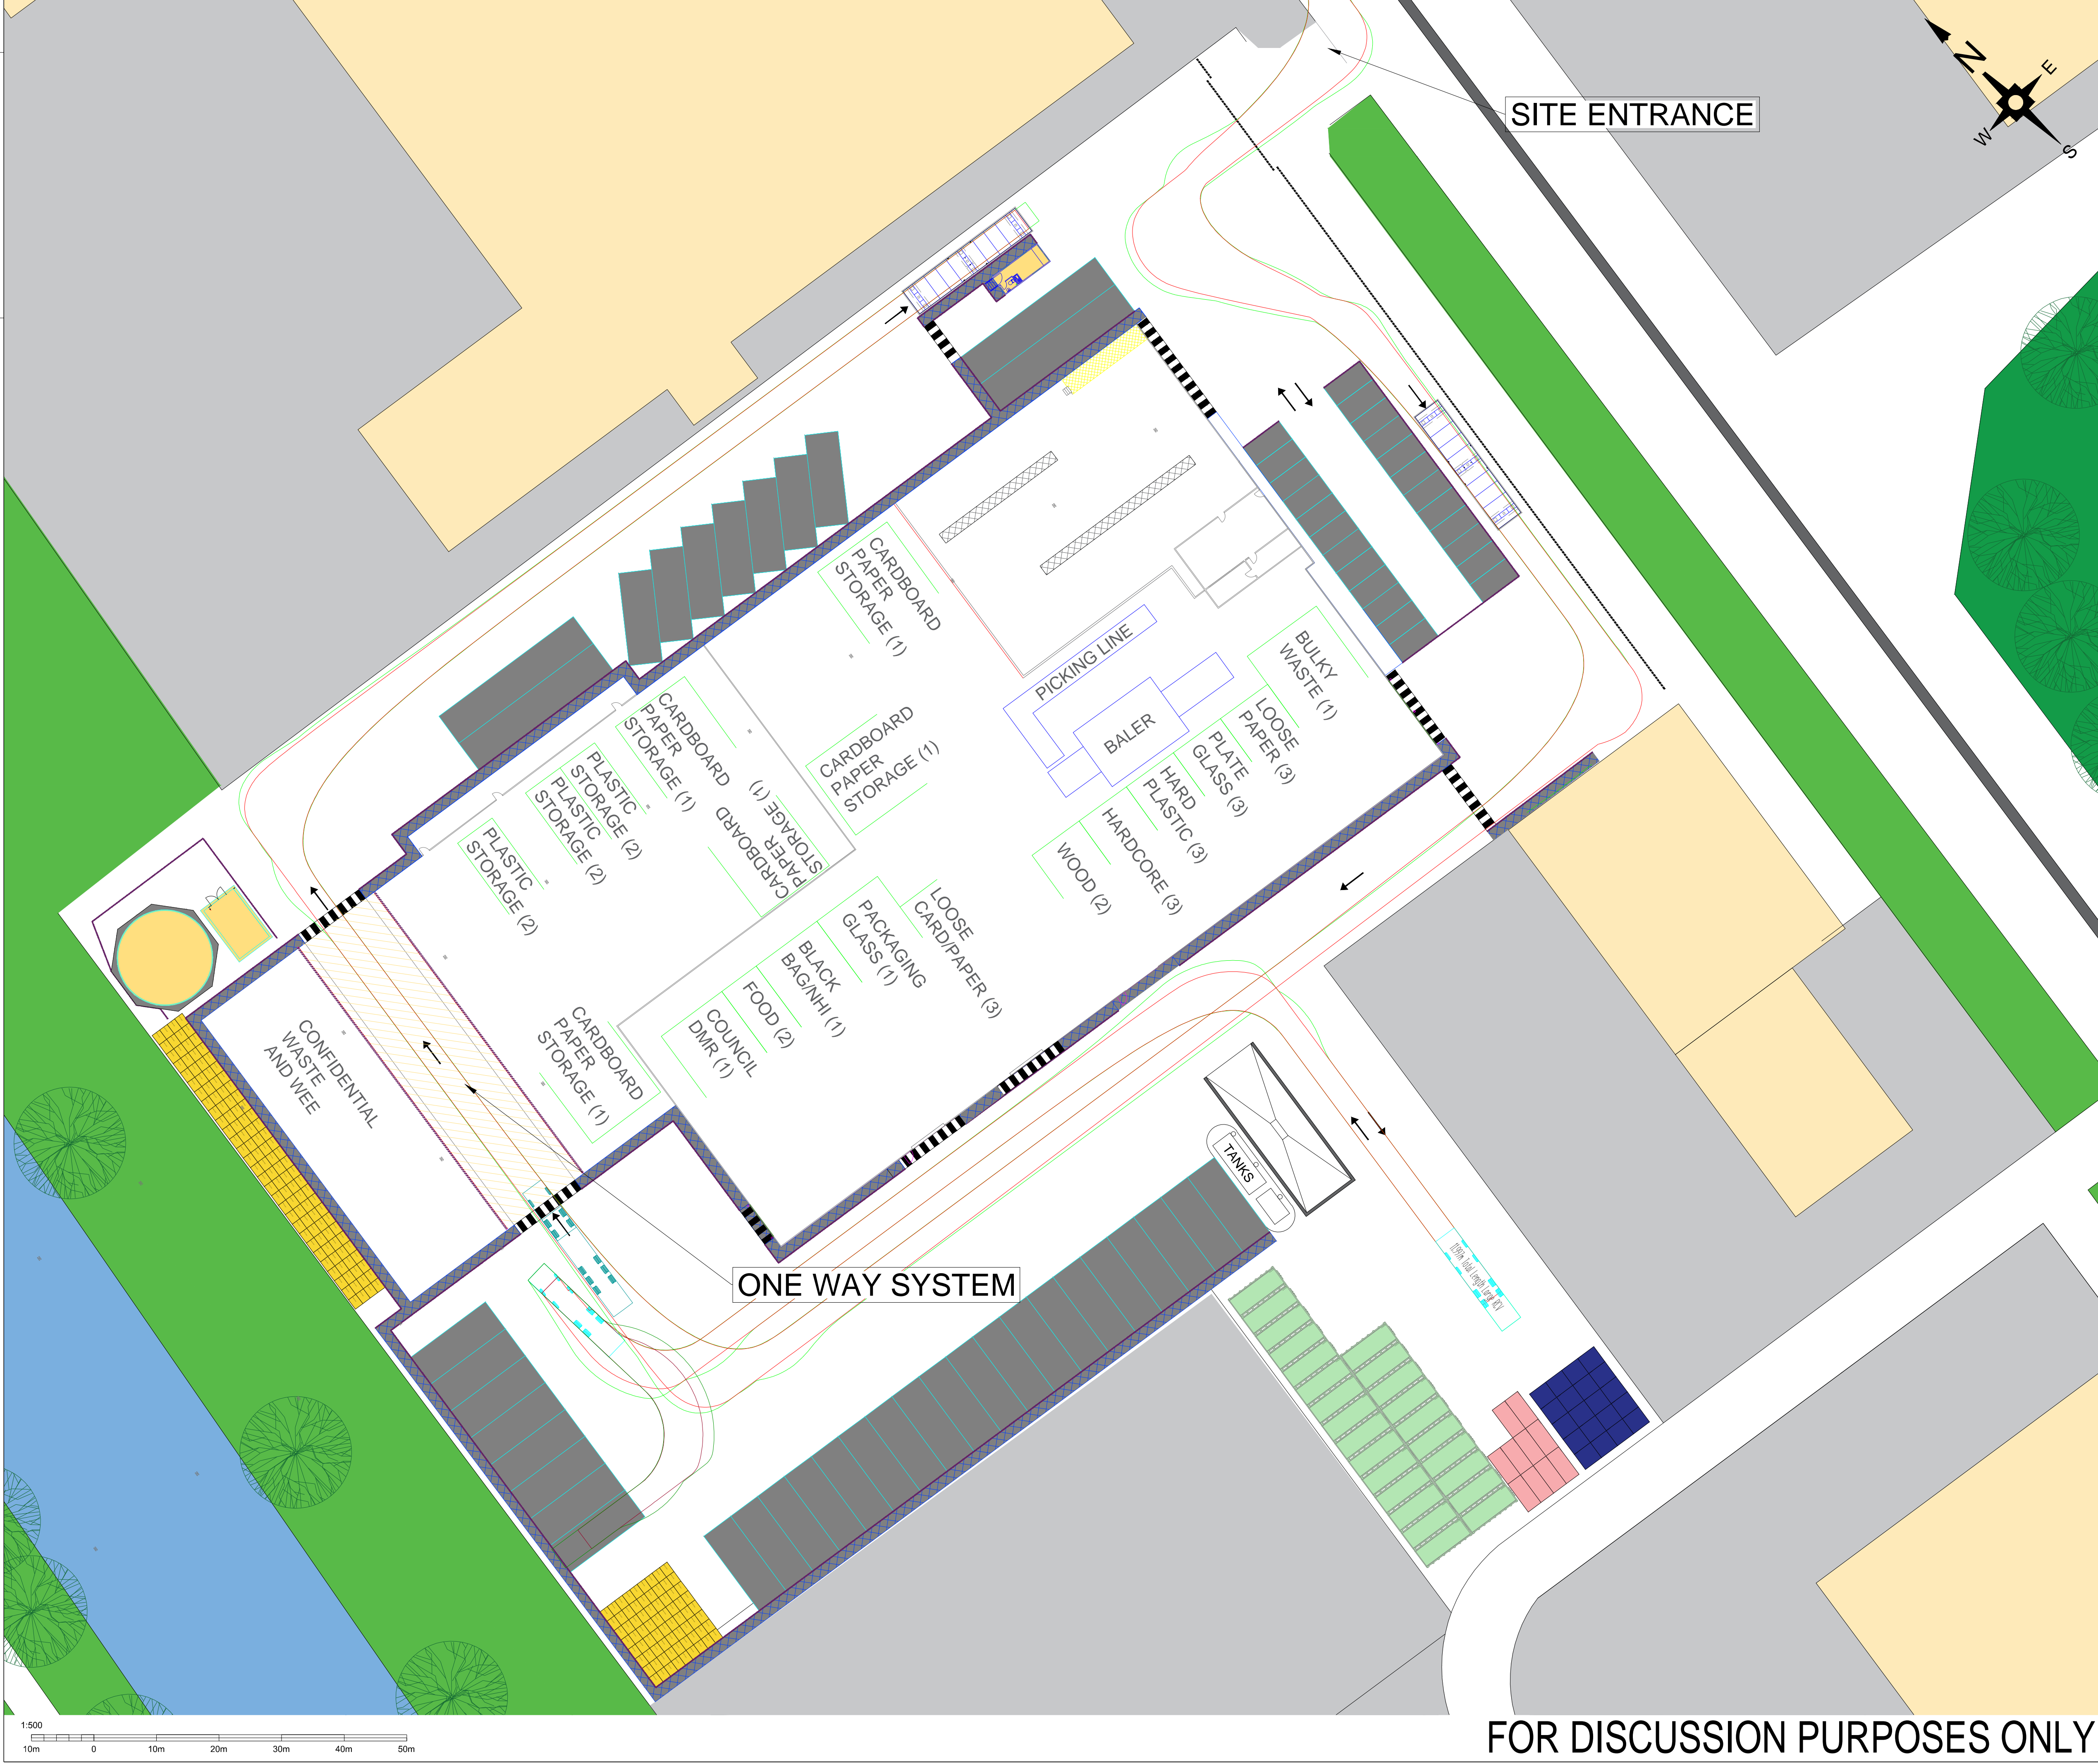 N
E
W
S
SITE ENTRANCE
CARDBOARD
PAPER
STORAGE (1)
PICKING LINE
BULKY
WASTE (1)
CARDBOARD
PAPER
STORAGE (1)
BALER
LOOSE
PAPER (3)
PLATE
GLASS (3)
HARD
PLASTIC (3)
HARDCORE (3)
WOOD (2)
CARDBOARD
PAPER
STORAGE (1)
PLASTIC
STORAGE (2)
PLASTIC
STORAGE (2)
PLASTIC
STORAGE (2)
CARDBOARD
PAPER
STORAGE (1)
LOOSE
CARD/PAPER (3)
PACKAGING
GLASS (1)
BLACK
BAG/NHI (1)
FOOD (2)
COUNCIL
DMR (1)
CARDBOARD
PAPER
STORAGE (1)
CONFIDENTIAL
WASTE
AND WEE
TANKS
ONE WAY SYSTEM
1:500
10m 0 10m 20m 30m 40m 50m
FOR DISCUSSION PURPOSES ONLY